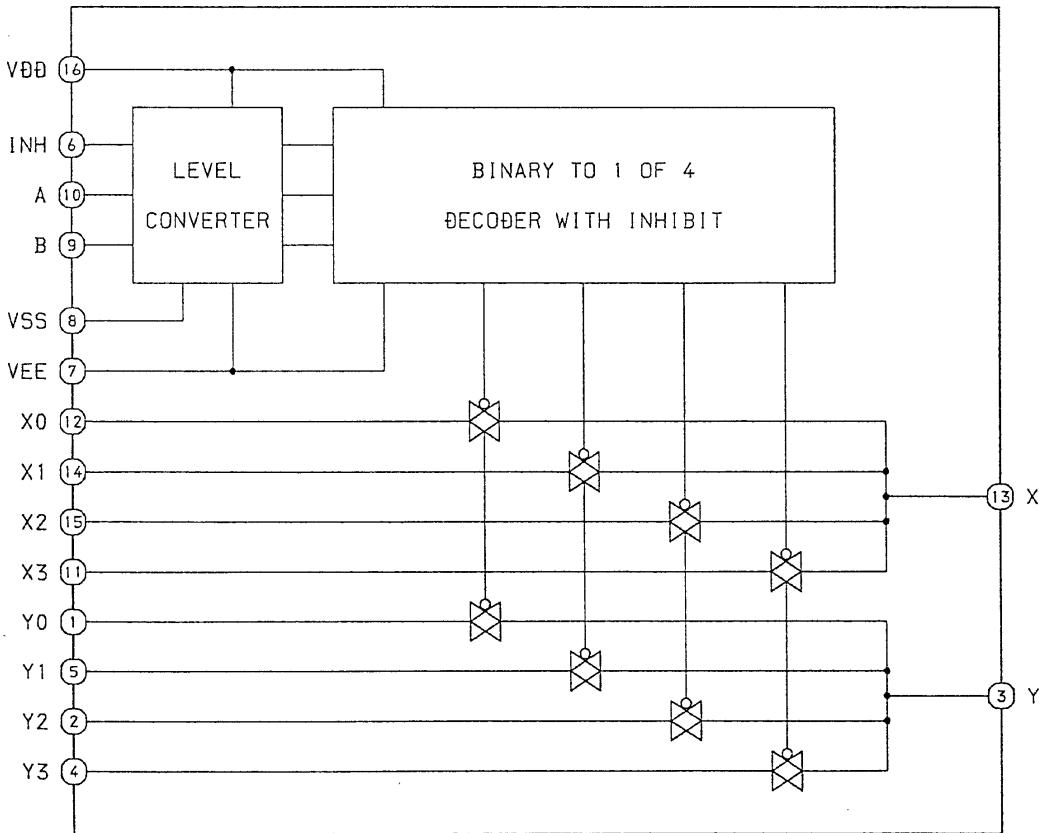 VDD 16
INH 6
A 10
B 9
VSS 8
VEE 7
X0 12
X1 14
X2 15
X3 11
Y0 1
Y1 5
Y2 2
Y3 4
LEVEL
CONVERTER
BINARY TO 1 OF 4
DECODER WITH INHIBIT
13 X
3 Y